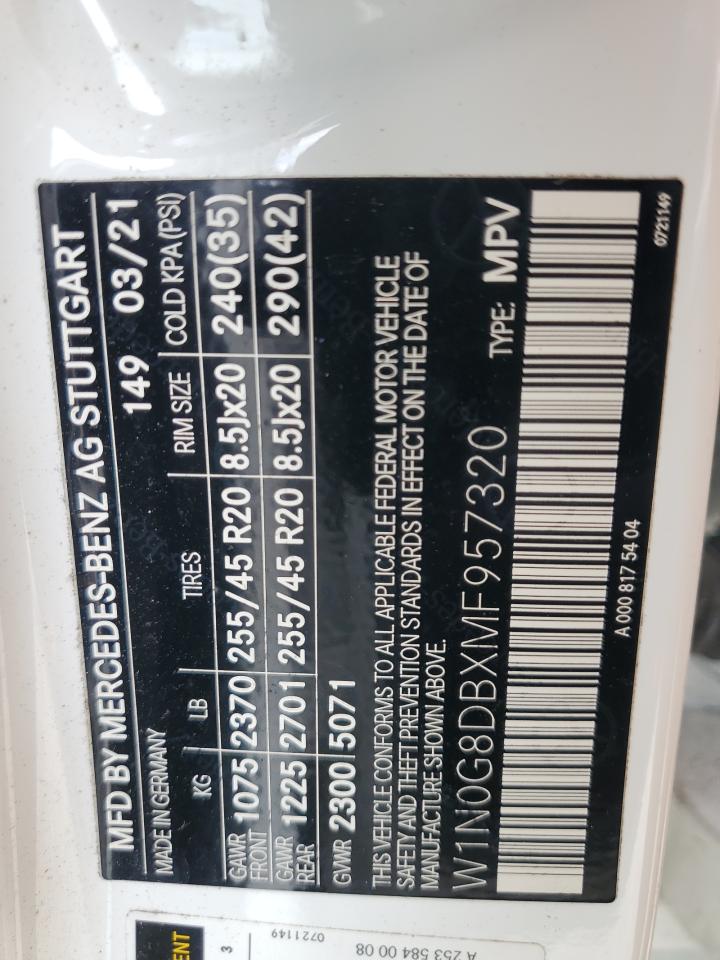 MFD BY MERCEDES-BENZ AG STUTTGART
149 03/21
MADE IN GERMANY
KG LB TIRES RIM SIZE COLD KPA (PSI)
GAWR FRONT 1075 2370 255/45 R20 8.5Jx20 240(35)
GAWR REAR 1225 2701 255/45 R20 8.5Jx20 290(42)
GVWR 2300 5071
THIS VEHICLE CONFORMS TO ALL APPLICABLE FEDERAL MOTOR VEHICLE
SAFETY AND THEFT PREVENTION STANDARDS IN EFFECT ON THE DATE OF
MANUFACTURE SHOWN ABOVE.
W1N0G8DBXMF957320 TYPE: MPV
A 000 817 54 04
0721149
3
0721149
A 253 584 00 08